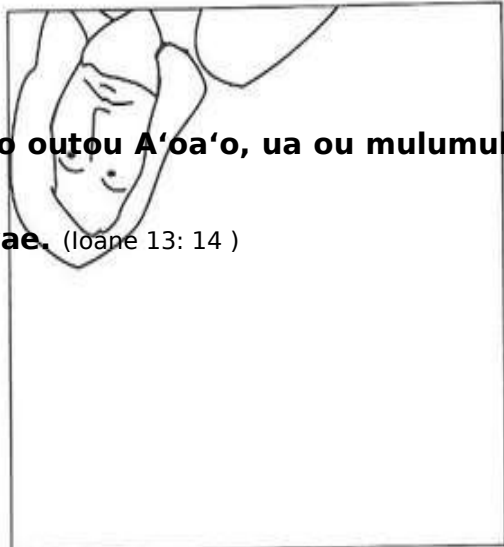 o outou A‘oa‘o, ua ou mulumul
ae. (Ioane 13: 14 )